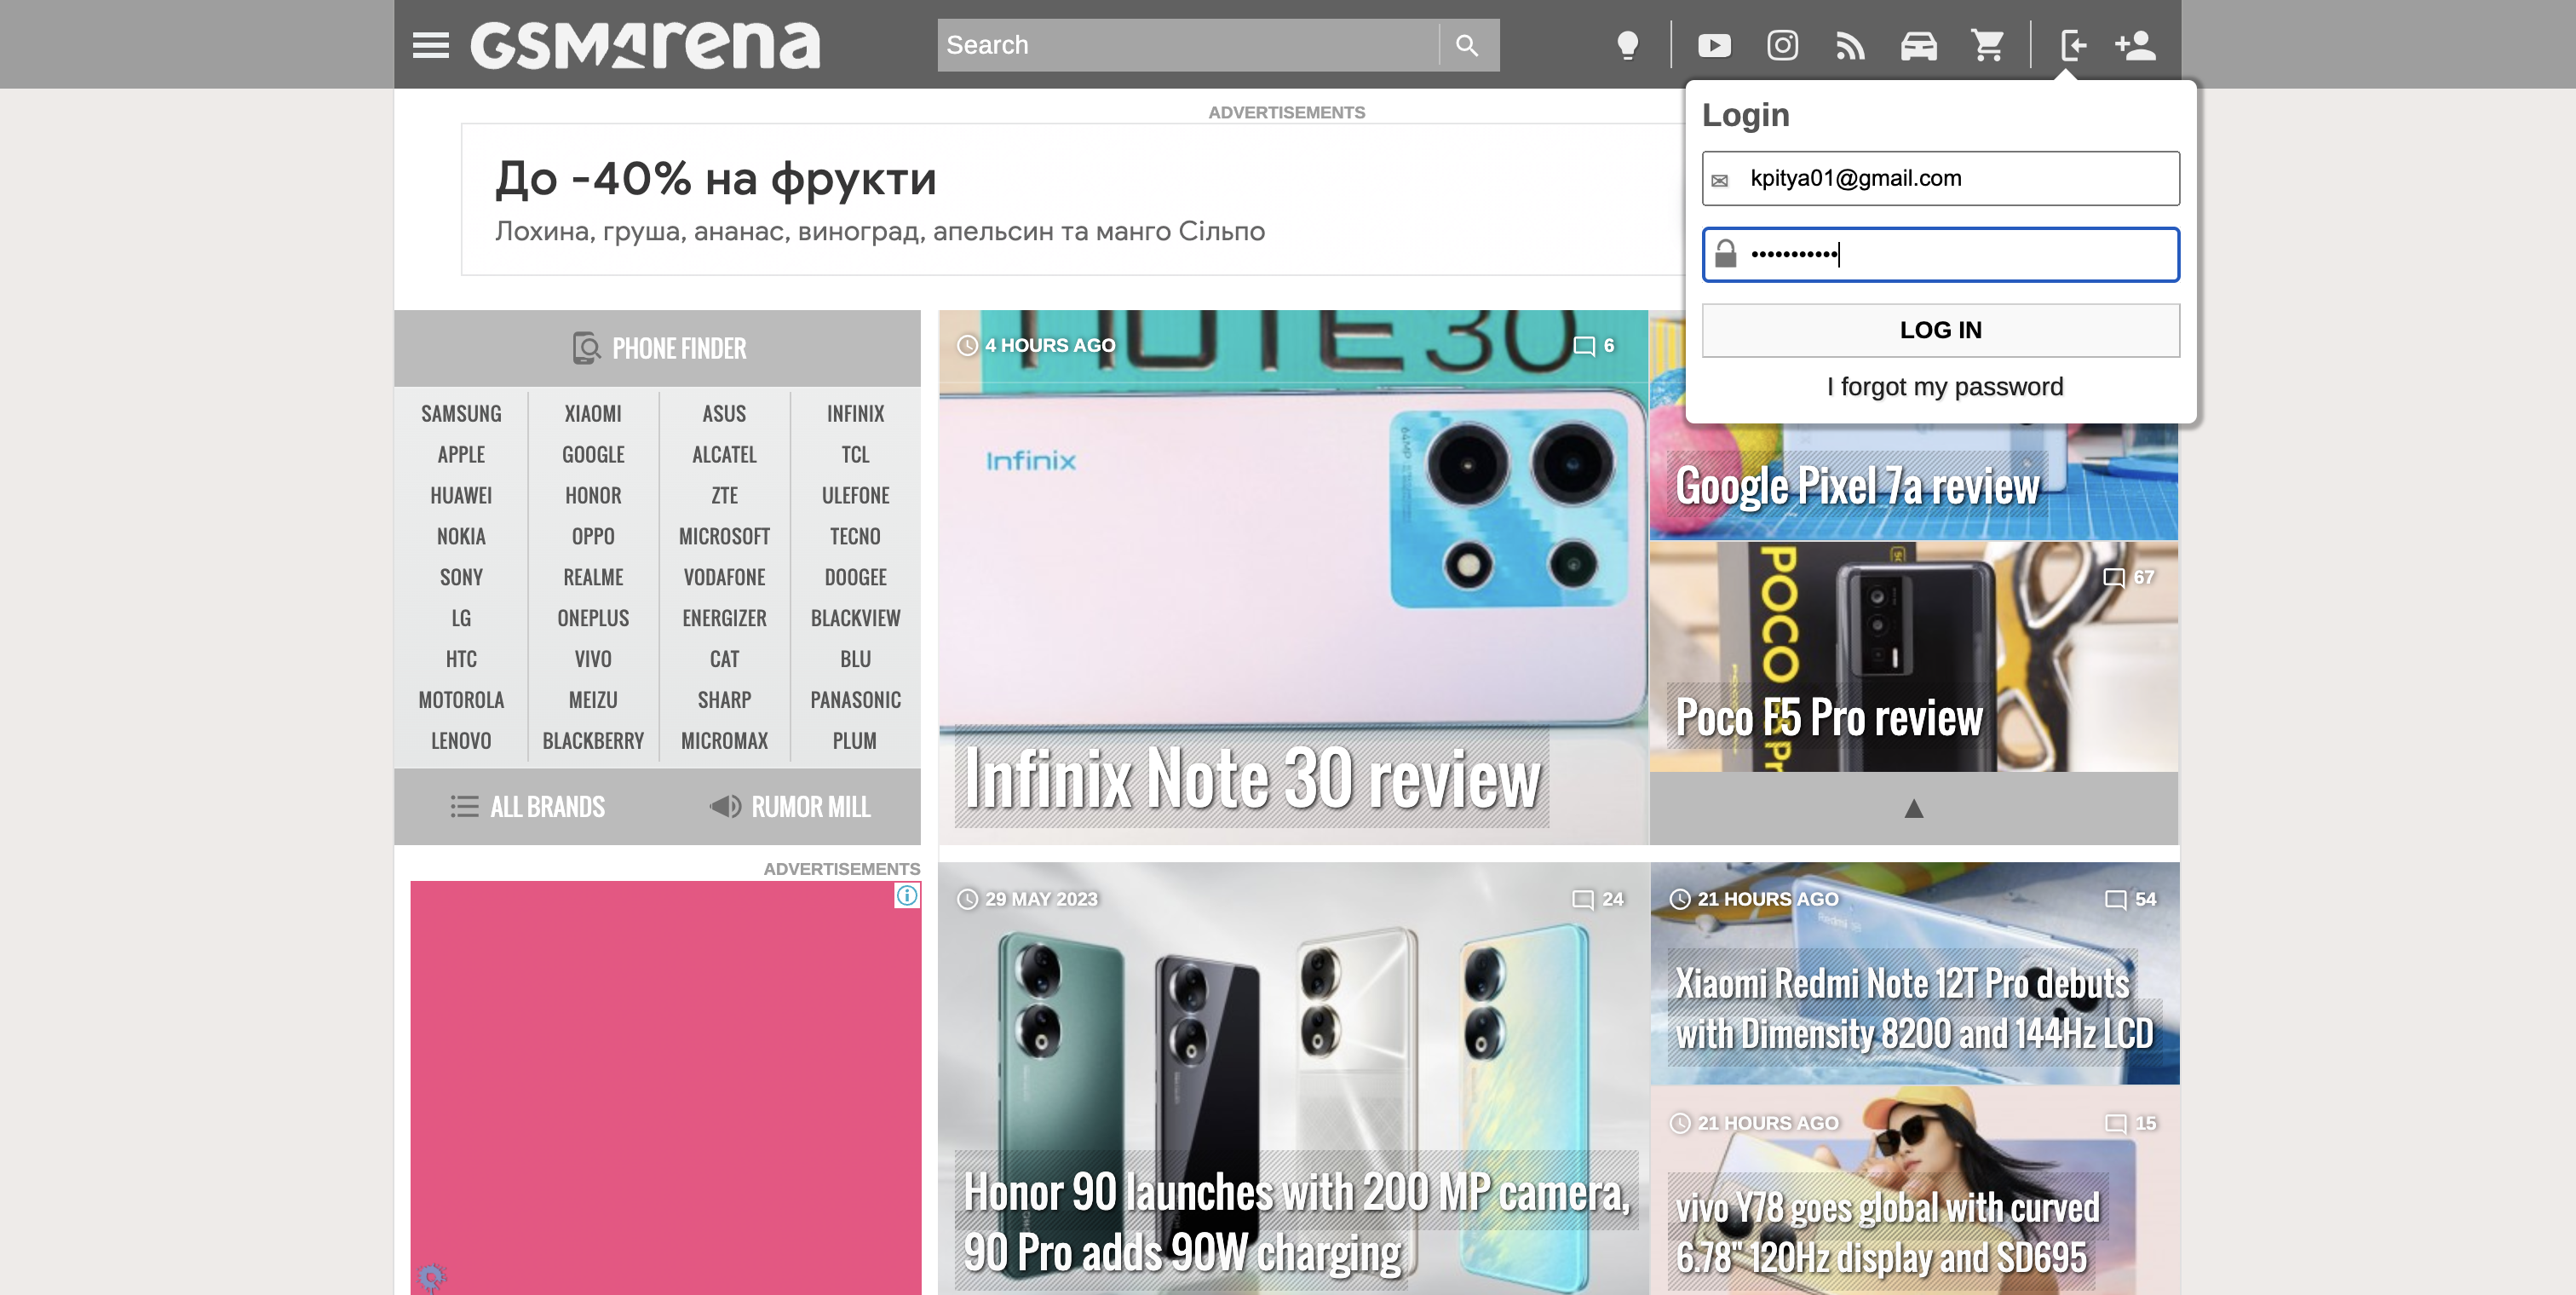 GSMArena
Search
ADVERTISEMENTS
До -40% на фрукти
Лохина, груша, ананас, виноград, апельсин та манго Сільпо
Login
kpitya01@gmail.com
•••••••••••
LOG IN
I forgot my password
PHONE FINDER
SAMSUNG XIAOMI ASUS INFINIX
APPLE GOOGLE ALCATEL TCL
HUAWEI HONOR ZTE ULEFONE
NOKIA OPPO MICROSOFT TECNO
SONY REALME VODAFONE DOOGEE
LG ONEPLUS ENERGIZER BLACKVIEW
HTC VIVO CAT BLU
MOTOROLA MEIZU SHARP PANASONIC
LENOVO BLACKBERRY MICROMAX PLUM
ALL BRANDS RUMOR MILL
ADVERTISEMENTS
4 HOURS AGO 6
NOTE 30
Infinix
64MP
Infinix Note 30 review
Google Pixel 7a review
67
POCO
Poco F5 Pro review
▲
29 MAY 2023 24
Honor 90 launches with 200 MP camera,
90 Pro adds 90W charging
21 HOURS AGO 54
Redmi
Xiaomi Redmi Note 12T Pro debuts
with Dimensity 8200 and 144Hz LCD
21 HOURS AGO 15
vivo Y78 goes global with curved
6.78" 120Hz display and SD695